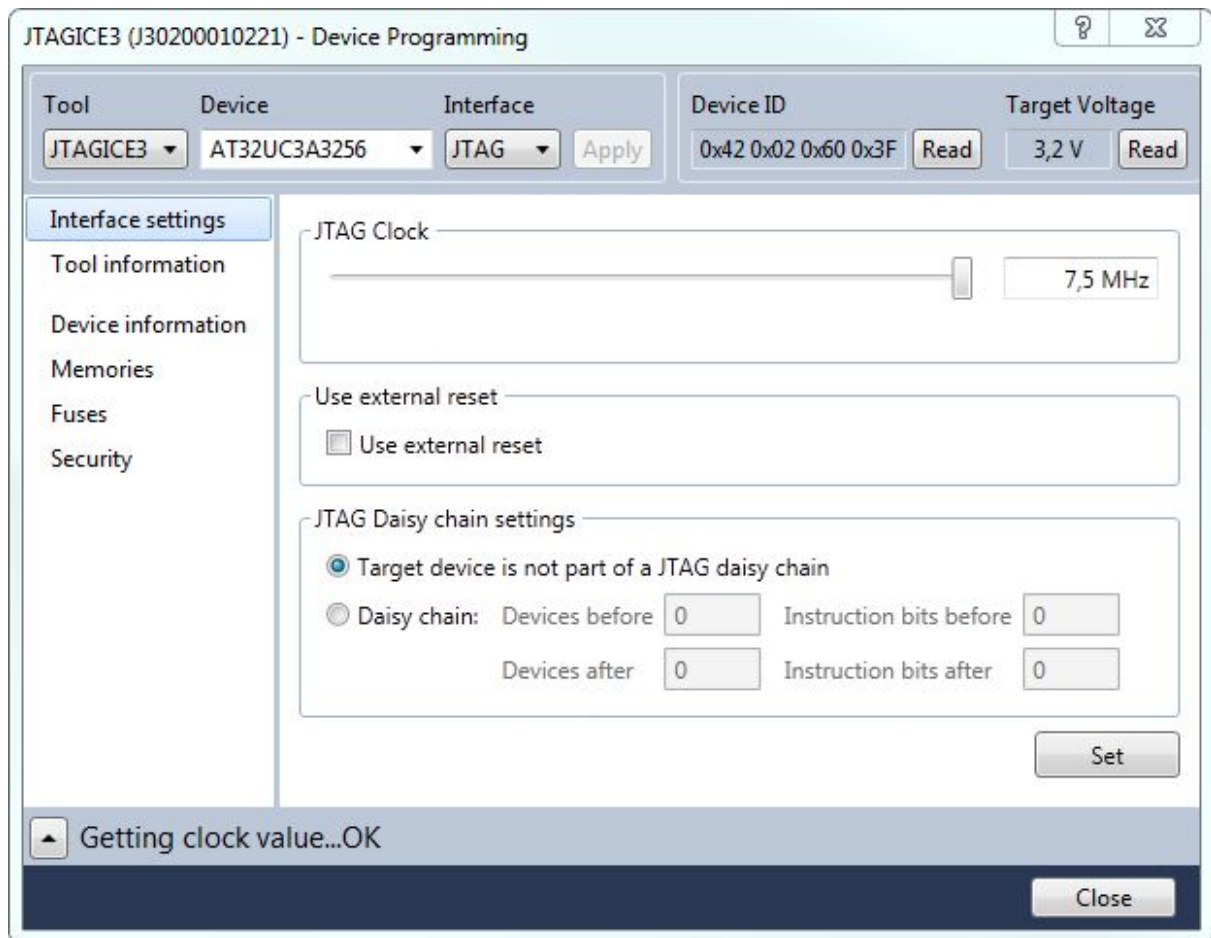 JTAGICE3 (J30200010221) - Device Programming
Tool Device Interface Device ID Target Voltage
JTAGICE3 AT32UC3A3256 JTAG Apply 0x42 0x02 0x60 0x3F Read 3,2 V Read
Interface settings
Tool information
Device information
Memories
Fuses
Security
JTAG Clock
7,5 MHz
Use external reset
Use external reset
JTAG Daisy chain settings
Target device is not part of a JTAG daisy chain
Daisy chain: Devices before 0 Instruction bits before 0
Devices after 0 Instruction bits after 0
Set
Getting clock value...OK
Close